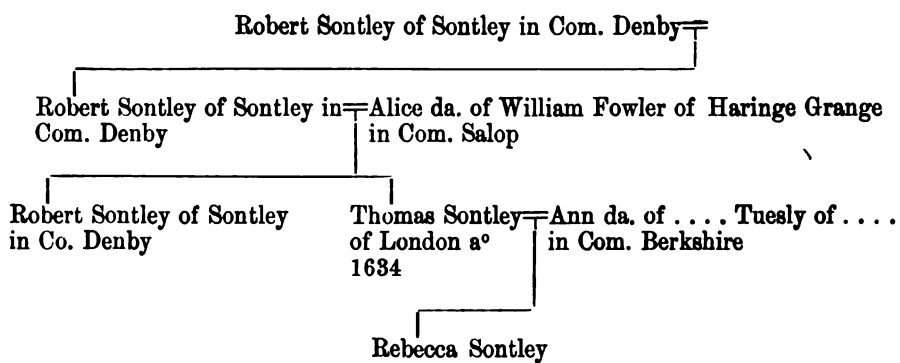 Robert Sontley of Sontley in Com. Denby
Robert Sontley of Sontley in
Com. Denby
Alice da. of William Fowler of Haringe Grange
in Com. Salop
Robert Sontley of Sontley
in Co. Denby
Thomas Sontley
of London aº
1634
Ann da. of . . . . Tuesly of . . . .
in Com. Berkshire
Rebecca Sontley